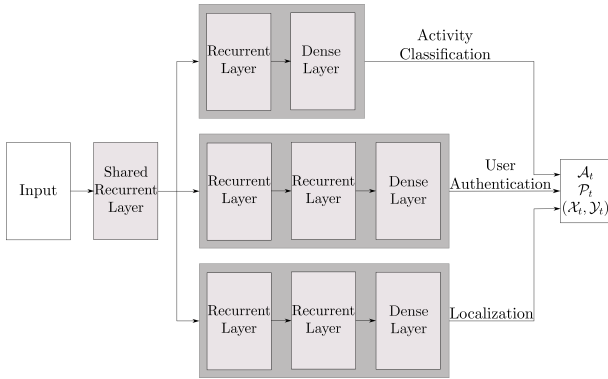 Input
Shared
Recurrent
Layer
Recurrent
Layer
Dense
Layer
Activity
Classification
Recurrent
Layer
Recurrent
Layer
Dense
Layer
User
Authentication
Recurrent
Layer
Recurrent
Layer
Dense
Layer
Localization
𝒜ₜ
𝒫ₜ
(𝒳ₜ, 𝒴ₜ)